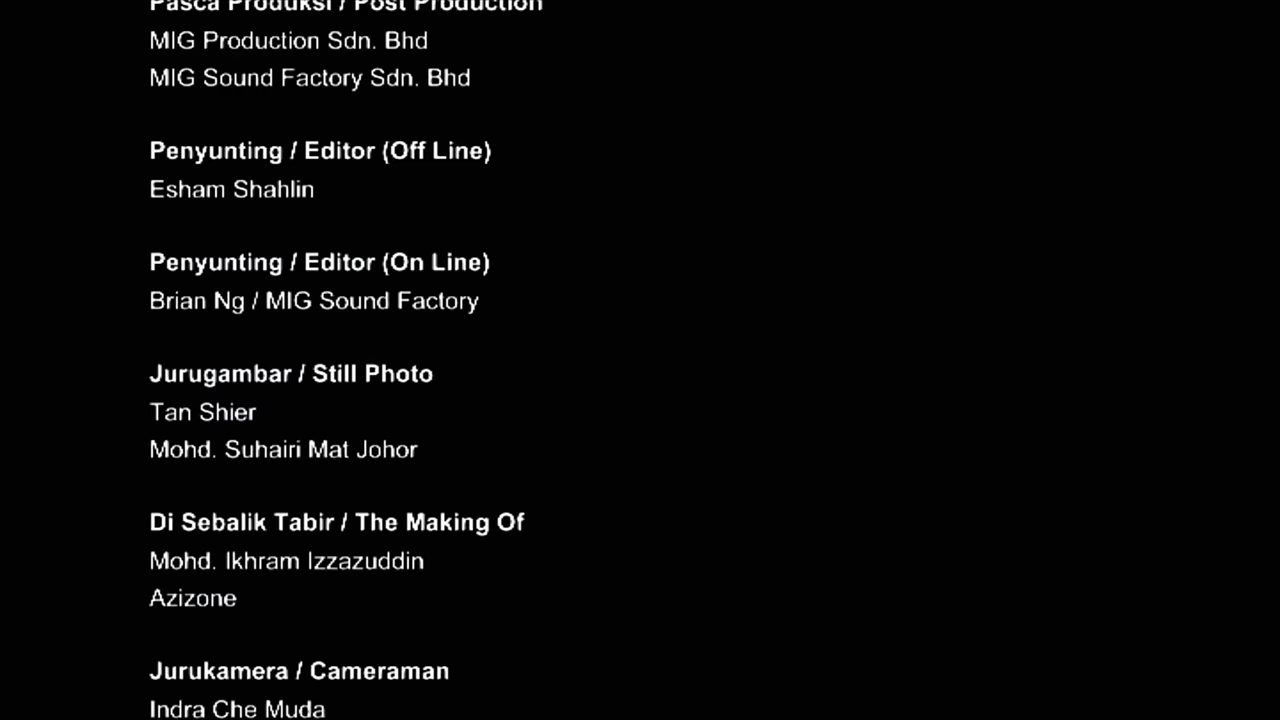 Pasca Produksi / Post Production
MIG Production Sdn. Bhd
MIG Sound Factory Sdn. Bhd
Penyunting / Editor (Off Line)
Esham Shahlin
Penyunting / Editor (On Line)
Brian Ng / MIG Sound Factory
Jurugambar / Still Photo
Tan Shier
Mohd. Suhairi Mat Johor
Di Sebalik Tabir / The Making Of
Mohd. Ikhram Izzazuddin
Azizone
Jurukamera / Cameraman
Indra Che Muda